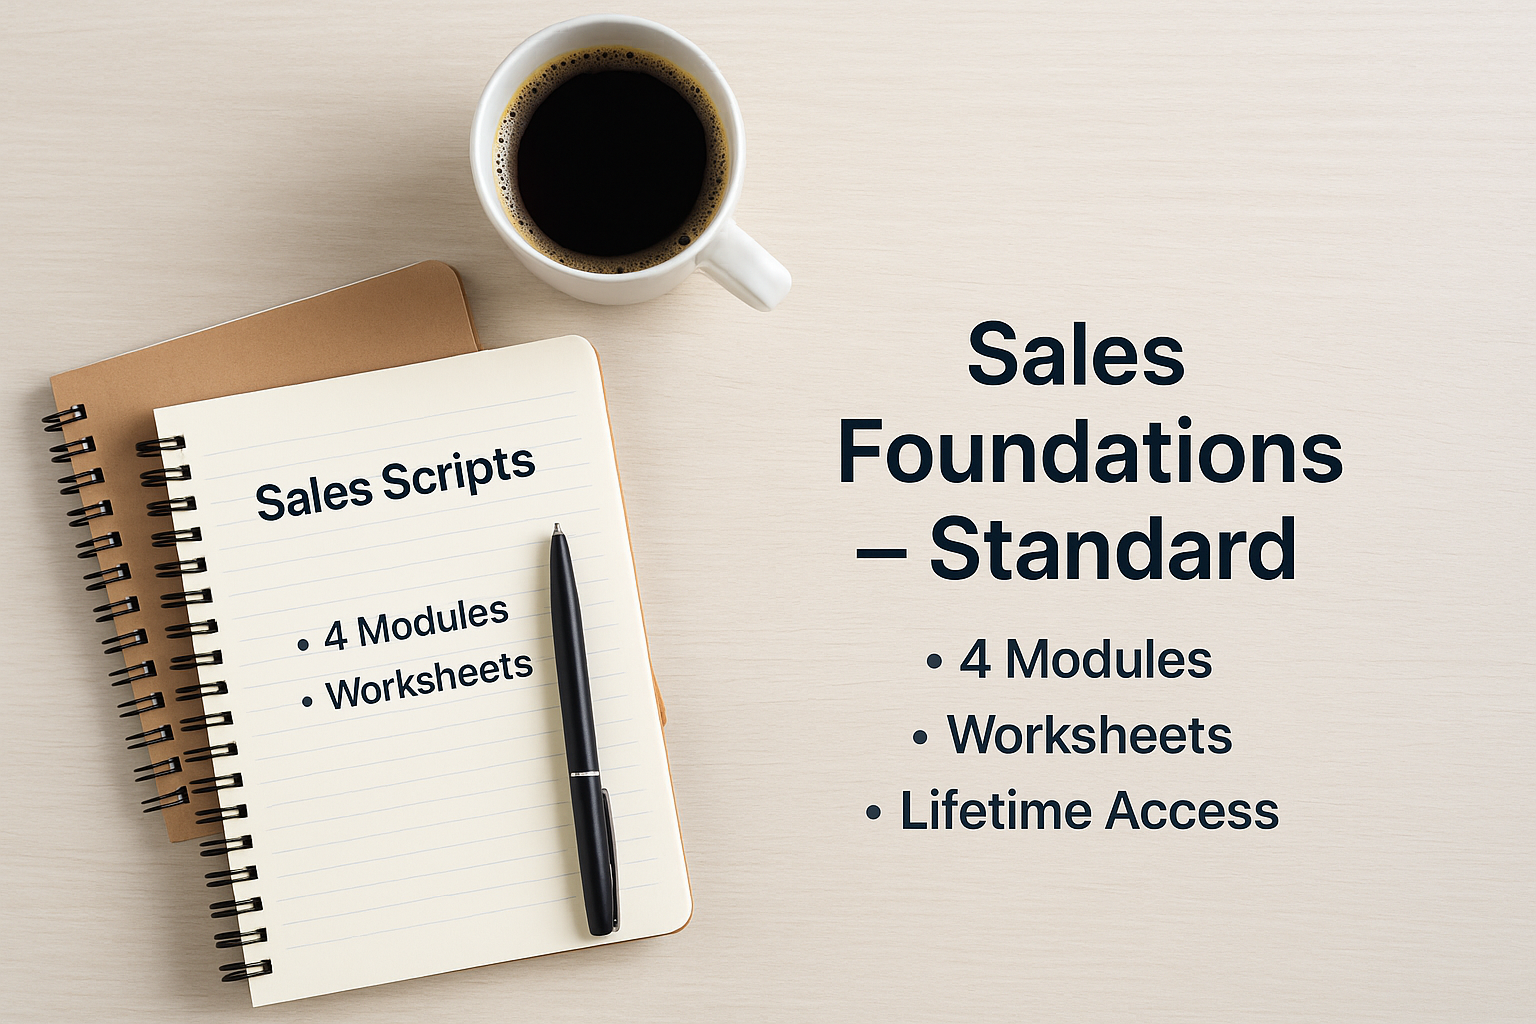 Sales Scripts
• 4 Modules
• Worksheets
Sales
Foundations
– Standard
• 4 Modules
• Worksheets
• Lifetime Access